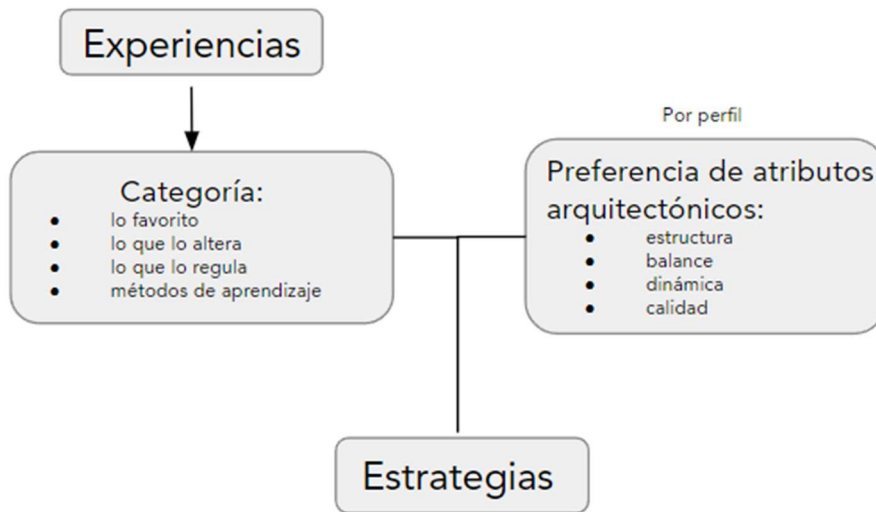 Experiencias
Categoría:
• lo favorito
• lo que lo altera
• lo que lo regula
• métodos de aprendizaje
Por perfil
Preferencia de atributos
arquitectónicos:
• estructura
• balance
• dinámica
• calidad
Estrategias